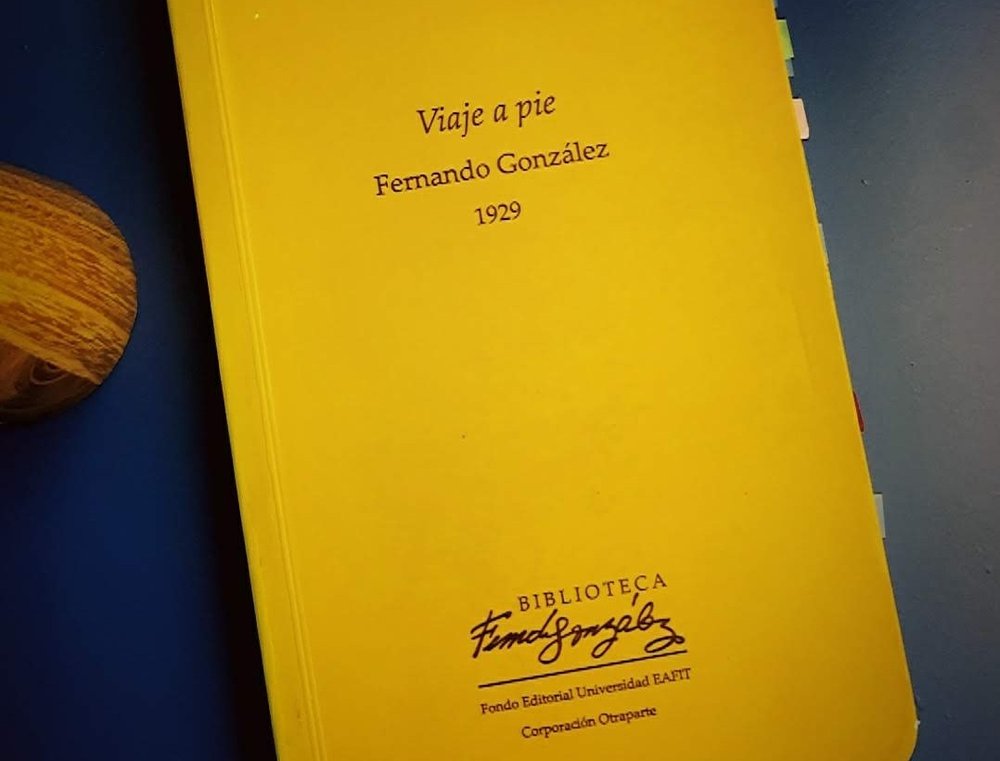 Viaje a pie
Fernando González
1929
BIBLIOTECA
Fernando González
Fondo Editorial Universidad EAFIT
Corporación Otraparte